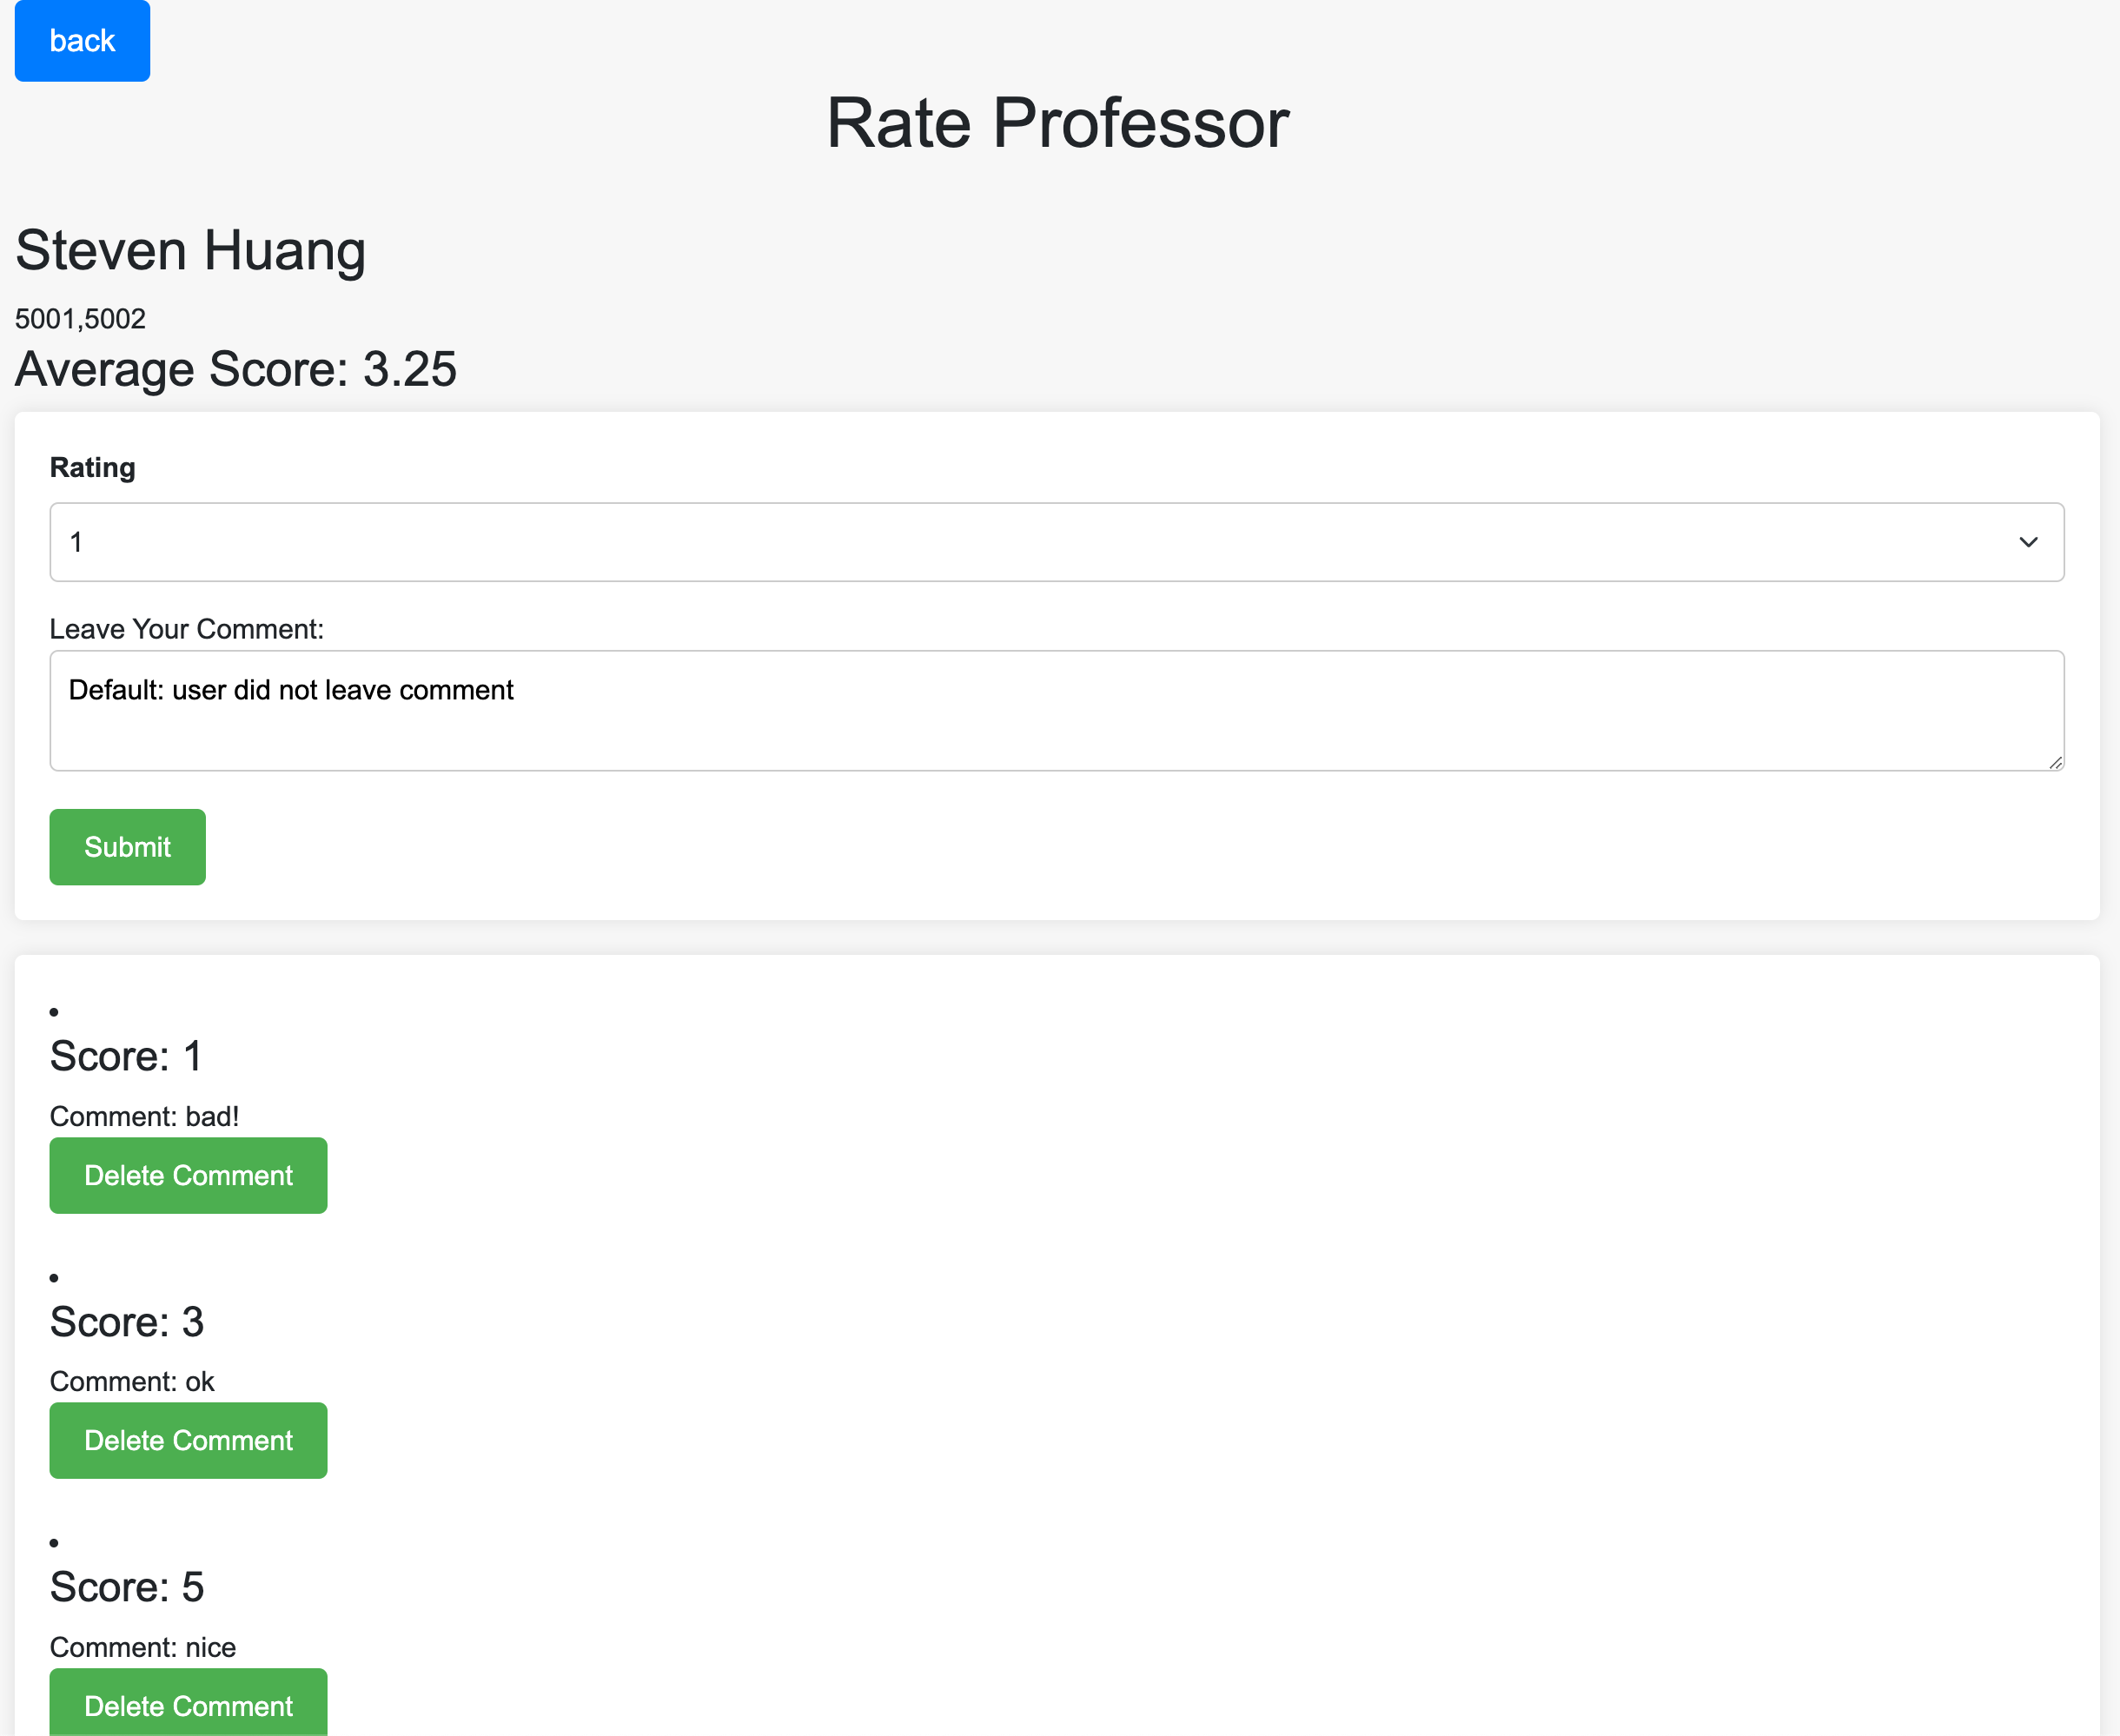 back
Rate Professor
Steven Huang
5001,5002
Average Score: 3.25
Rating
1
Leave Your Comment:
Default: user did not leave comment
Submit
Score: 1
Comment: bad!
Delete Comment
Score: 3
Comment: ok
Delete Comment
Score: 5
Comment: nice
Delete Comment